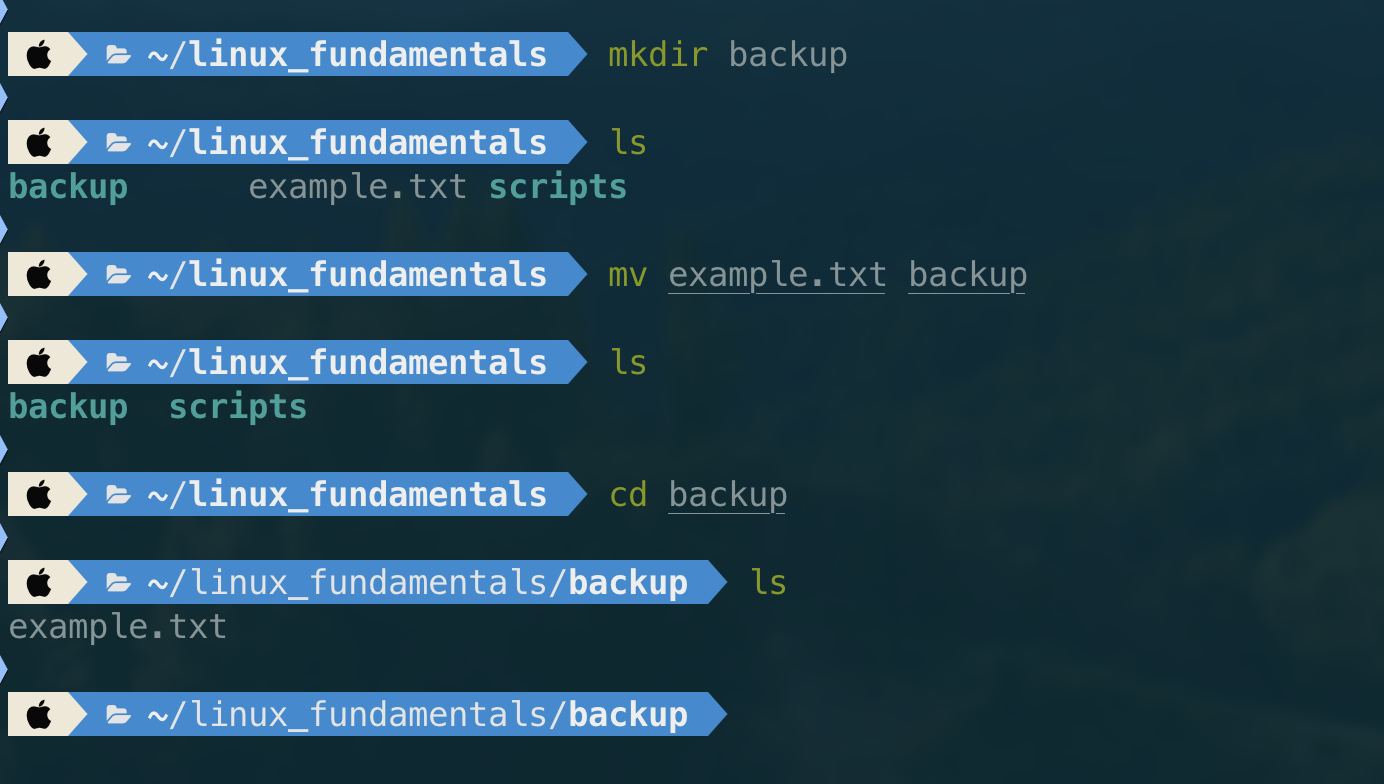 ~/linux_fundamentals mkdir backup
~/linux_fundamentals ls
backup example.txt scripts
~/linux_fundamentals mv example.txt backup
~/linux_fundamentals ls
backup scripts
~/linux_fundamentals cd backup
~/linux_fundamentals/backup ls
example.txt
~/linux_fundamentals/backup